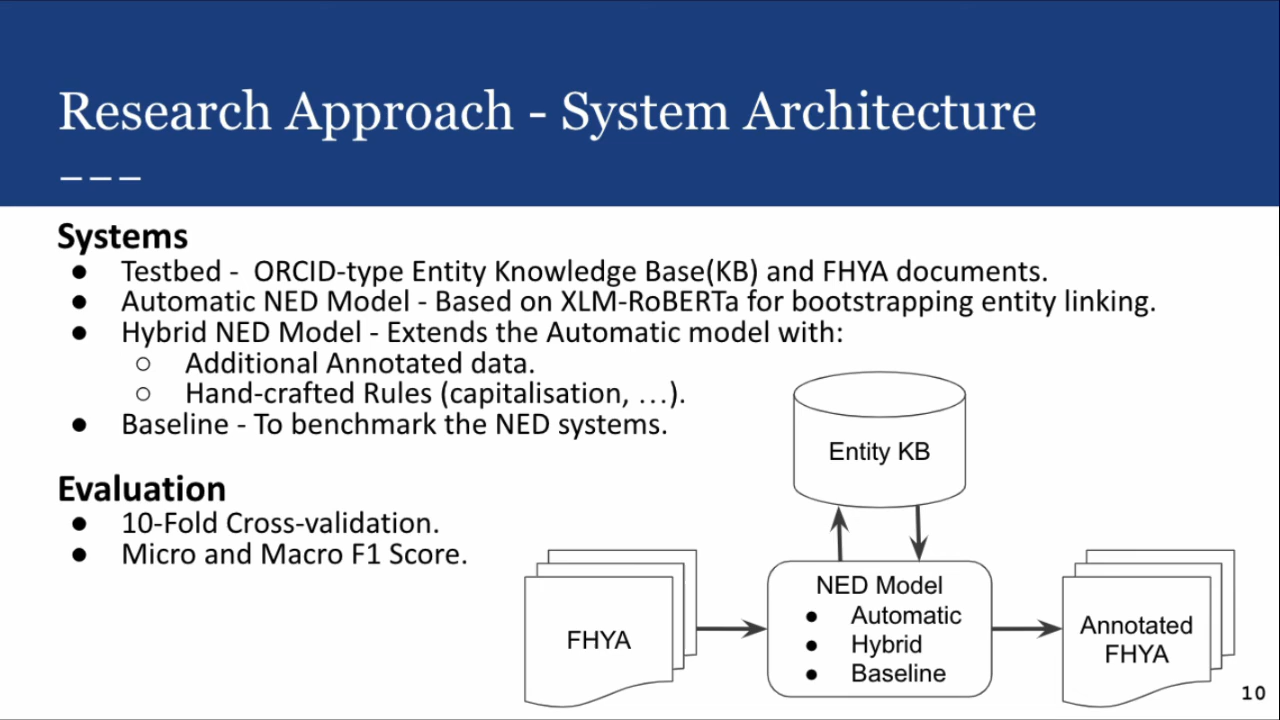 Research Approach - System Architecture
Systems
● Testbed - ORCID-type Entity Knowledge Base(KB) and FHYA documents.
● Automatic NED Model - Based on XLM-RoBERTa for bootstrapping entity linking.
● Hybrid NED Model - Extends the Automatic model with:
○ Additional Annotated data.
○ Hand-crafted Rules (capitalisation, ...).
● Baseline - To benchmark the NED systems.
Evaluation
● 10-Fold Cross-validation.
● Micro and Macro F1 Score.
Entity KB
FHYA
NED Model
● Automatic
● Hybrid
● Baseline
Annotated
FHYA
10